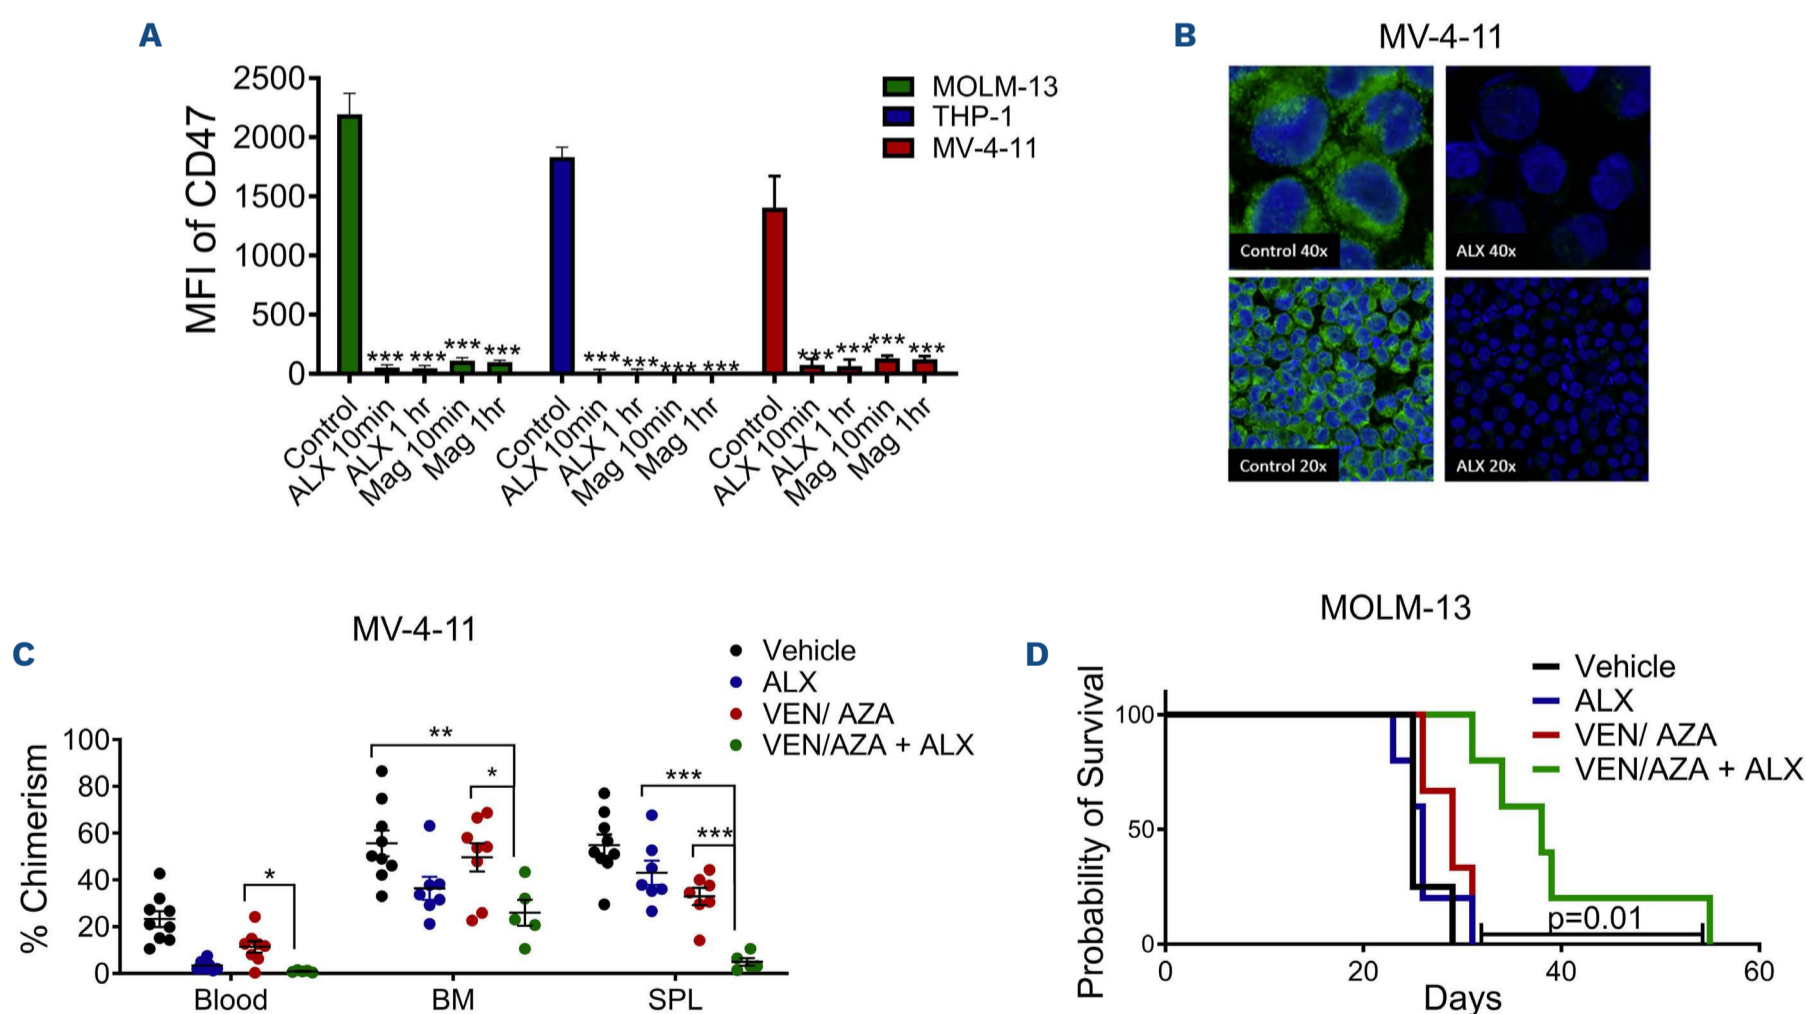 A
MFI of CD47
2500
2000
1500
1000
500
0
*** *** *** ***
*** *** *** ***
*** *** *** ***
Control
ALX 10min
ALX 1 hr
Mag 10min
Mag 1hr
Control
ALX 10min
ALX 1 hr
Mag 10min
Mag 1hr
Control
ALX 10min
ALX 1 hr
Mag 10min
Mag 1hr
MOLM-13
THP-1
MV-4-11
B
MV-4-11
Control 40x
ALX 40x
Control 20x
ALX 20x
C
MV-4-11
Vehicle
ALX
VEN/ AZA
VEN/AZA + ALX
% Chimerism
100
80
60
40
20
0
*
**
*
***
***
Blood
BM
SPL
D
MOLM-13
Vehicle
ALX
VEN/ AZA
VEN/AZA + ALX
Probability of Survival
100
50
0
p=0.01
0
20
40
60
Days